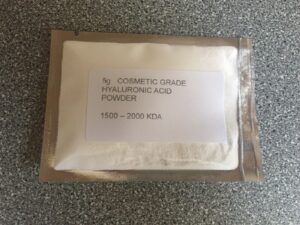 5g COSMETIC GRADE
HYALURONIC ACID
POWDER
1500 – 2000 KDA